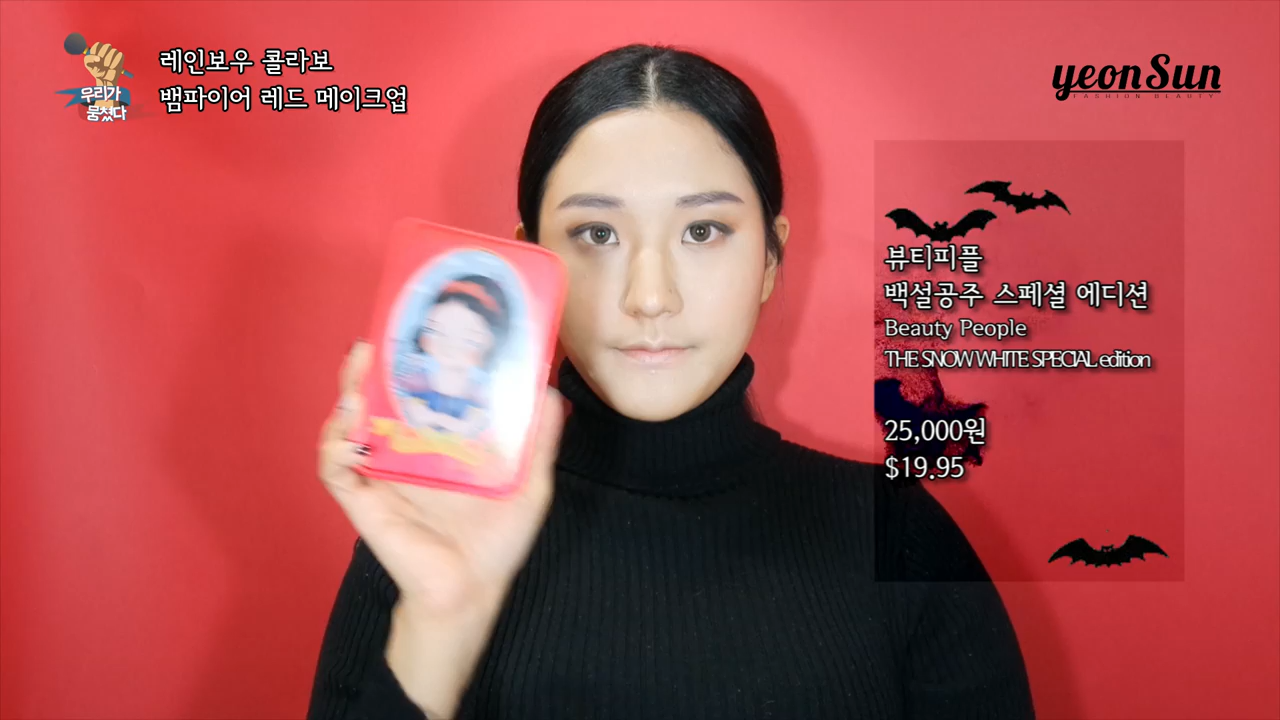 우리가
뭉쳤다
레인보우 콜라보
뱀파이어 레드 메이크업
yeonSun
FASHION BEAUTY
뷰티피플
백설공주 스페셜 에디션
Beauty People
THE SNOW WHITE SPECIAL edition
25,000원
$19.95